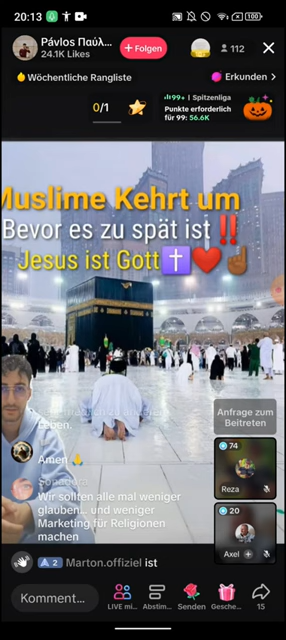 20:13
100
Pávlos Παύλ...
24.1K Likes
+ Folgen
112
Wöchentliche Rangliste
Erkunden >
0/1
99+ | Spitzenliga
Punkte erforderlich
für 99: 56.6K
Muslime Kehrt um
Bevor es zu spät ist‼️
Jesus ist Gott✝️❤️☝🏾
Leben.
Anfrage zum
Beitreten
74
Reza
Amen 🙏
Wir sollten alle mal weniger
glauben... und weniger
Marketing für Religionen
machen
20
Axel +
2 Marton.offiziel ist
Komment...
LIVE mi...
Abstim...
Senden
Gesche...
15